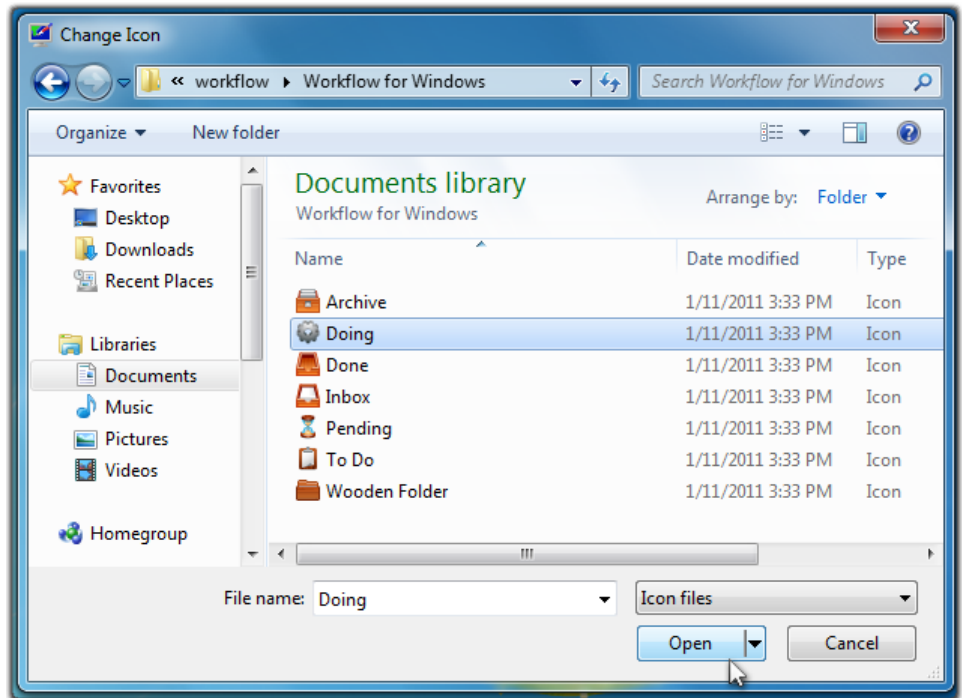 Change Icon
« workflow Workflow for Windows Search Workflow for Windows
Organize New folder
Favorites
Desktop
Downloads
Recent Places
Libraries
Documents
Music
Pictures
Videos
Homegroup
Documents library
Workflow for Windows
Arrange by: Folder
Name Date modified Type
Archive 1/11/2011 3:33 PM Icon
Doing 1/11/2011 3:33 PM Icon
Done 1/11/2011 3:33 PM Icon
Inbox 1/11/2011 3:33 PM Icon
Pending 1/11/2011 3:33 PM Icon
To Do 1/11/2011 3:33 PM Icon
Wooden Folder 1/11/2011 3:33 PM Icon
File name: Doing Icon files
Open Cancel